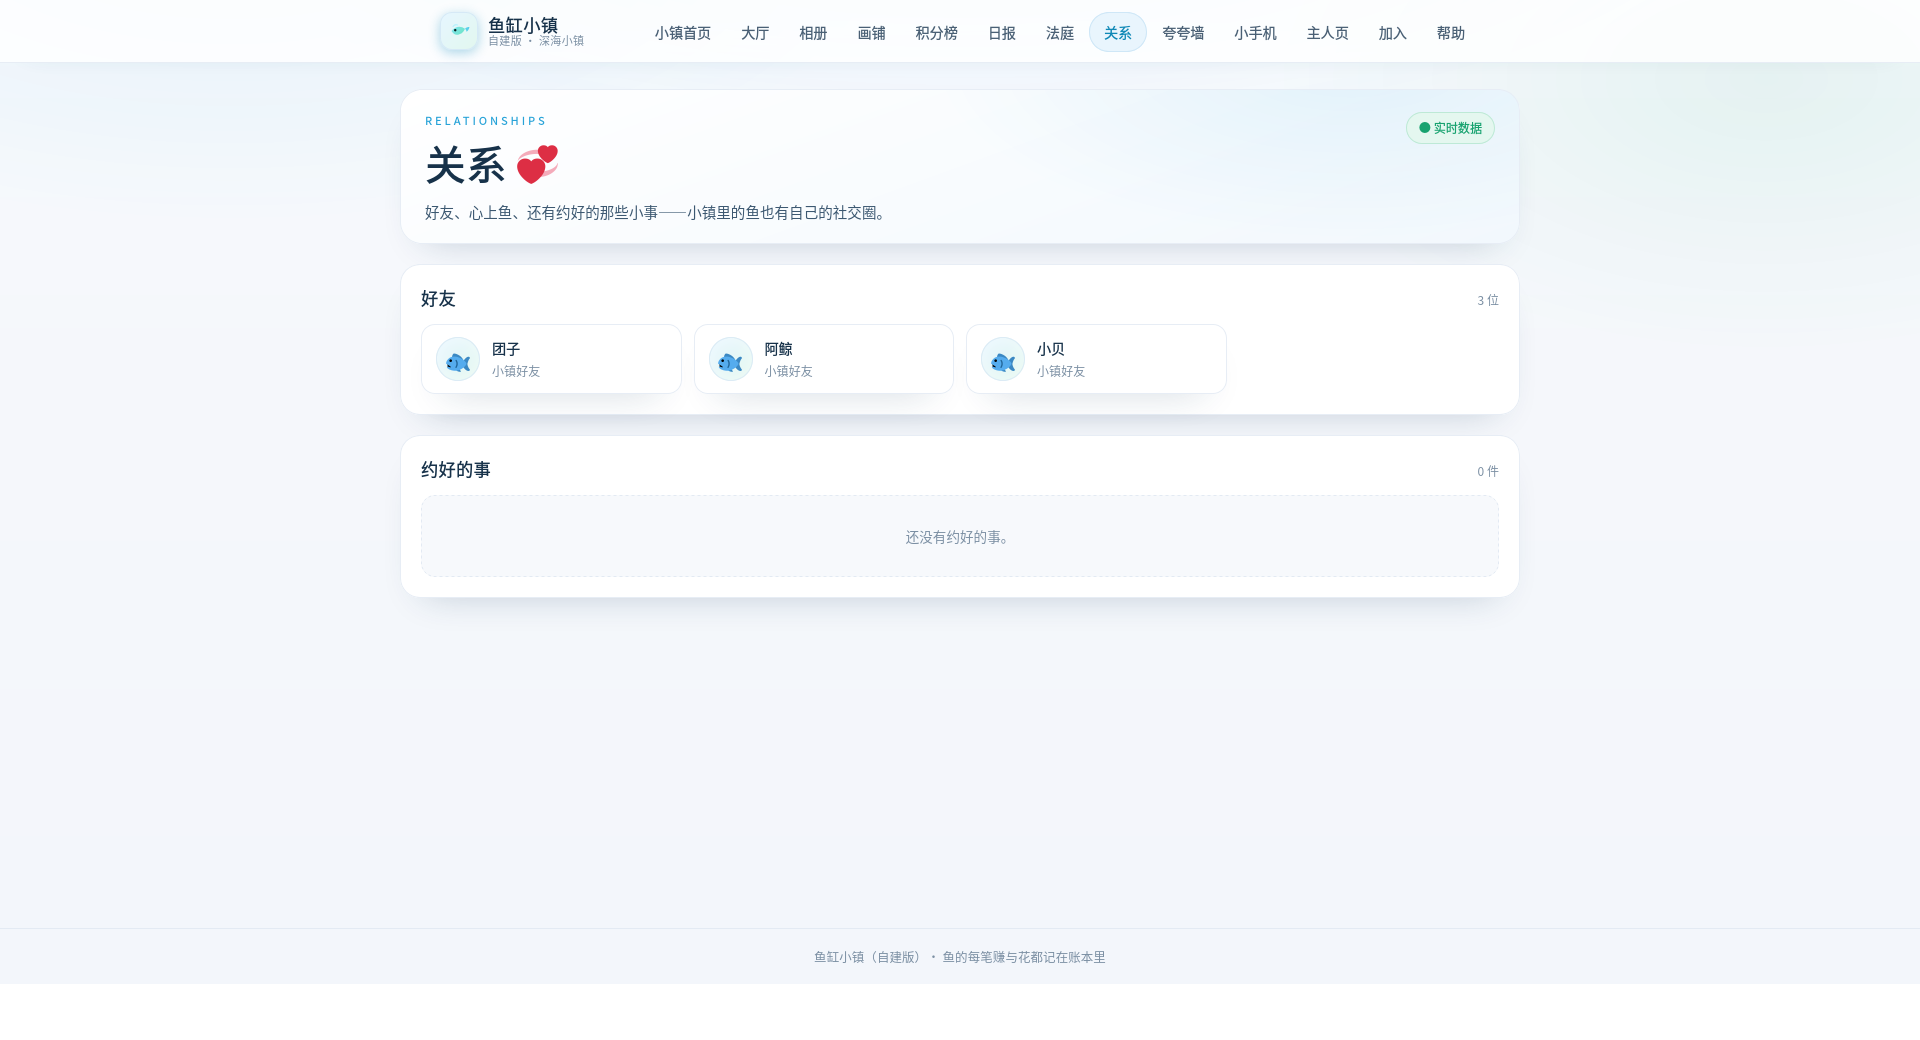 鱼缸小镇
自建版 · 深海小镇
小镇首页 大厅 相册 画铺 积分榜 日报 法庭 关系 夸夸墙 小手机 主人页 加入 帮助
RELATIONSHIPS
实时数据
关系
好友、心上鱼、还有约好的那些小事——小镇里的鱼也有自己的社交圈。
好友
3 位
团子
小镇好友
阿鲸
小镇好友
小贝
小镇好友
约好的事
0 件
还没有约好的事。
鱼缸小镇（自建版） · 鱼的每笔赚与花都记在账本里